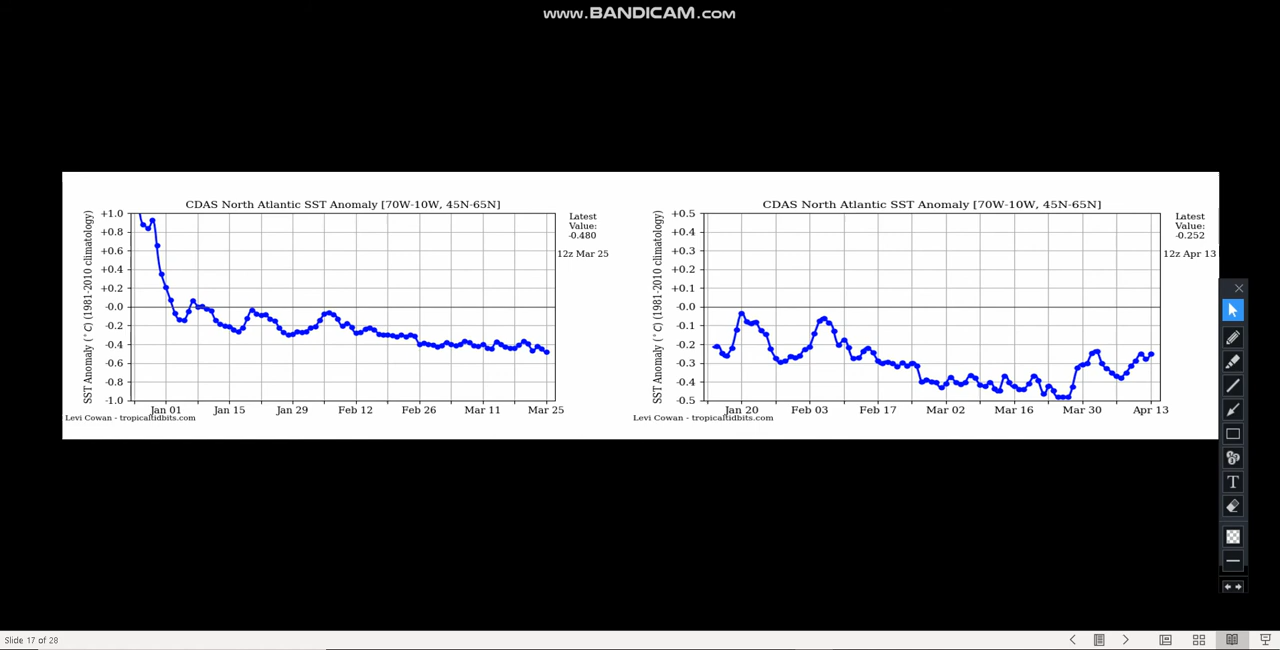 www.BANDICAM.com
CDAS North Atlantic SST Anomaly [70W-10W, 45N-65N]
SST Anomaly (°C) (1981-2010 climatology)
+1.0
+0.8
+0.6
+0.4
+0.2
-0.0
-0.2
-0.4
-0.6
-0.8
-1.0
Jan 01 Jan 15 Jan 29 Feb 12 Feb 26 Mar 11 Mar 25
Levi Cowan - tropicaltidbits.com
Latest
Value:
-0.480
12z Mar 25
CDAS North Atlantic SST Anomaly [70W-10W, 45N-65N]
SST Anomaly (°C) (1981-2010 climatology)
+0.5
+0.4
+0.3
+0.2
+0.1
-0.0
-0.1
-0.2
-0.3
-0.4
-0.5
Jan 20 Feb 03 Feb 17 Mar 02 Mar 16 Mar 30 Apr 13
Levi Cowan - tropicaltidbits.com
Latest
Value:
-0.252
12z Apr 13
T
Slide 17 of 28